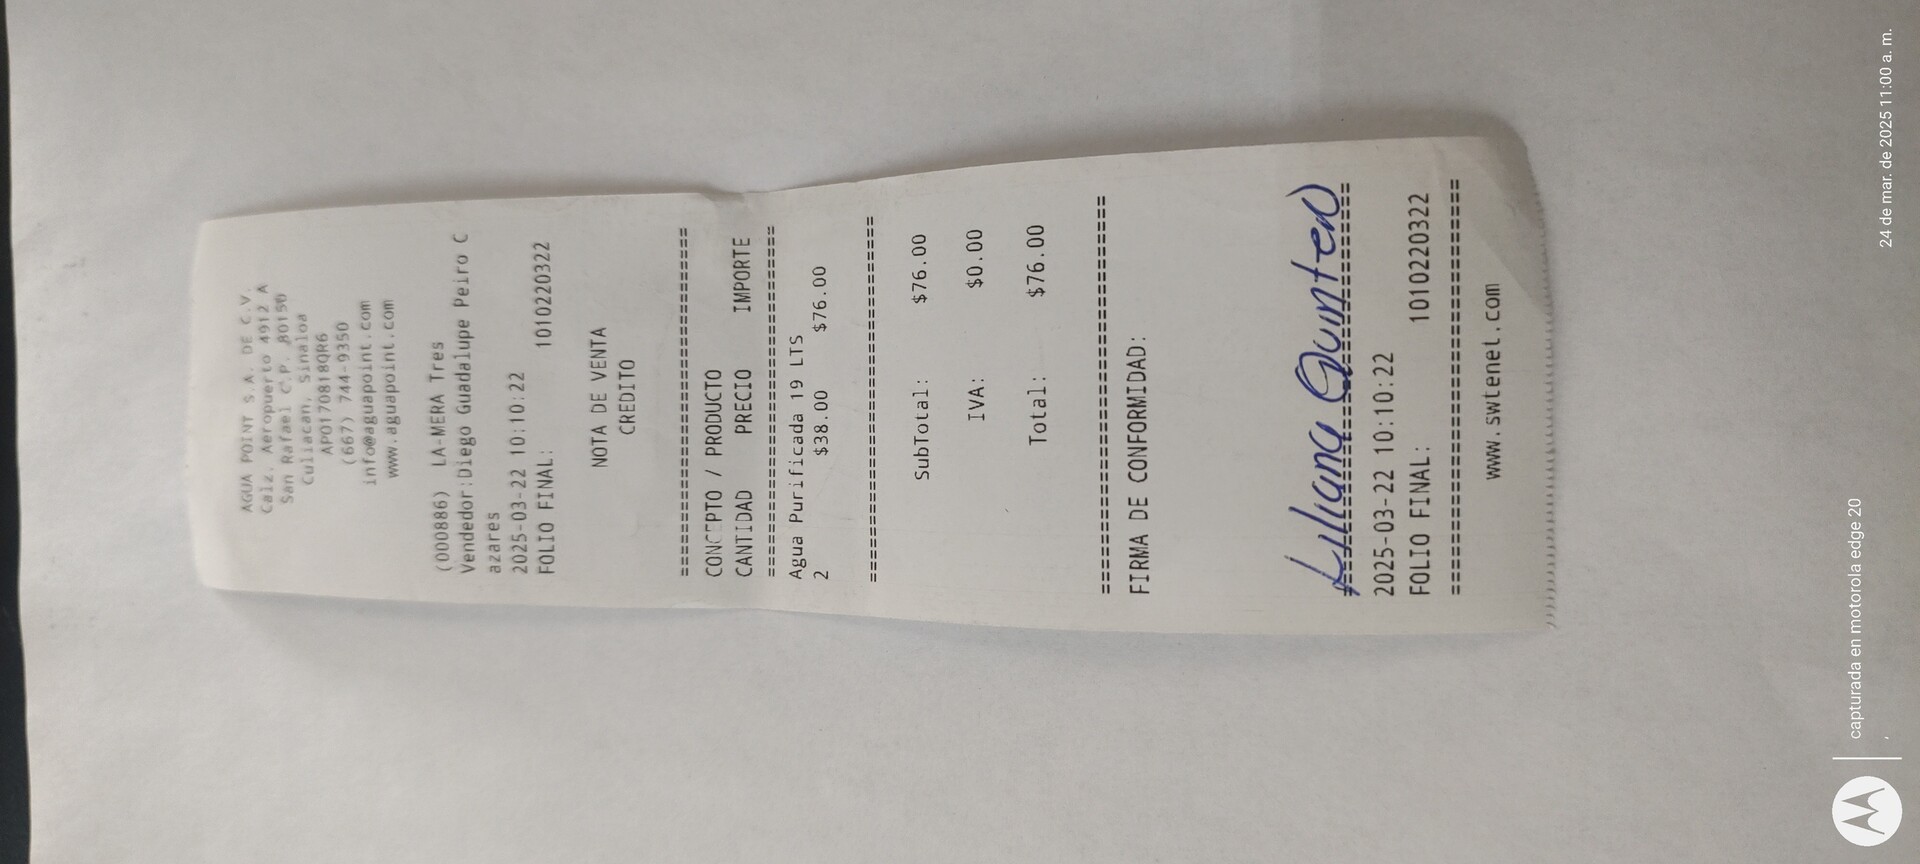 AGUA POINT S.A. DE C.V.
Calz. Aeropuerto 4912 A
San Rafael C.P. 80150
Culiacan, Sinaloa
APO170818QR6
(667) 744-9350
info@aguapoint.com
www.aguapoint.com
(000886) LA-MERA Tres
Vendedor:Diego Guadalupe Peiro C
azares
2025-03-22 10:10:22
FOLIO FINAL: 1010220322
NOTA DE VENTA
CREDITO
==============================
CONCEPTO / PRODUCTO
CANTIDAD PRECIO IMPORTE
==============================
Agua Purificada 19 LTS
2 $38.00 $76.00
==============================
SubTotal: $76.00
IVA: $0.00
Total: $76.00
==============================
FIRMA DE CONFORMIDAD:
Liliana Quintero
==============================
2025-03-22 10:10:22
FOLIO FINAL: 1010220322
==============================
www.swtenel.com
capturada en motorola edge 20
24 de mar. de 2025 11:00 a. m.